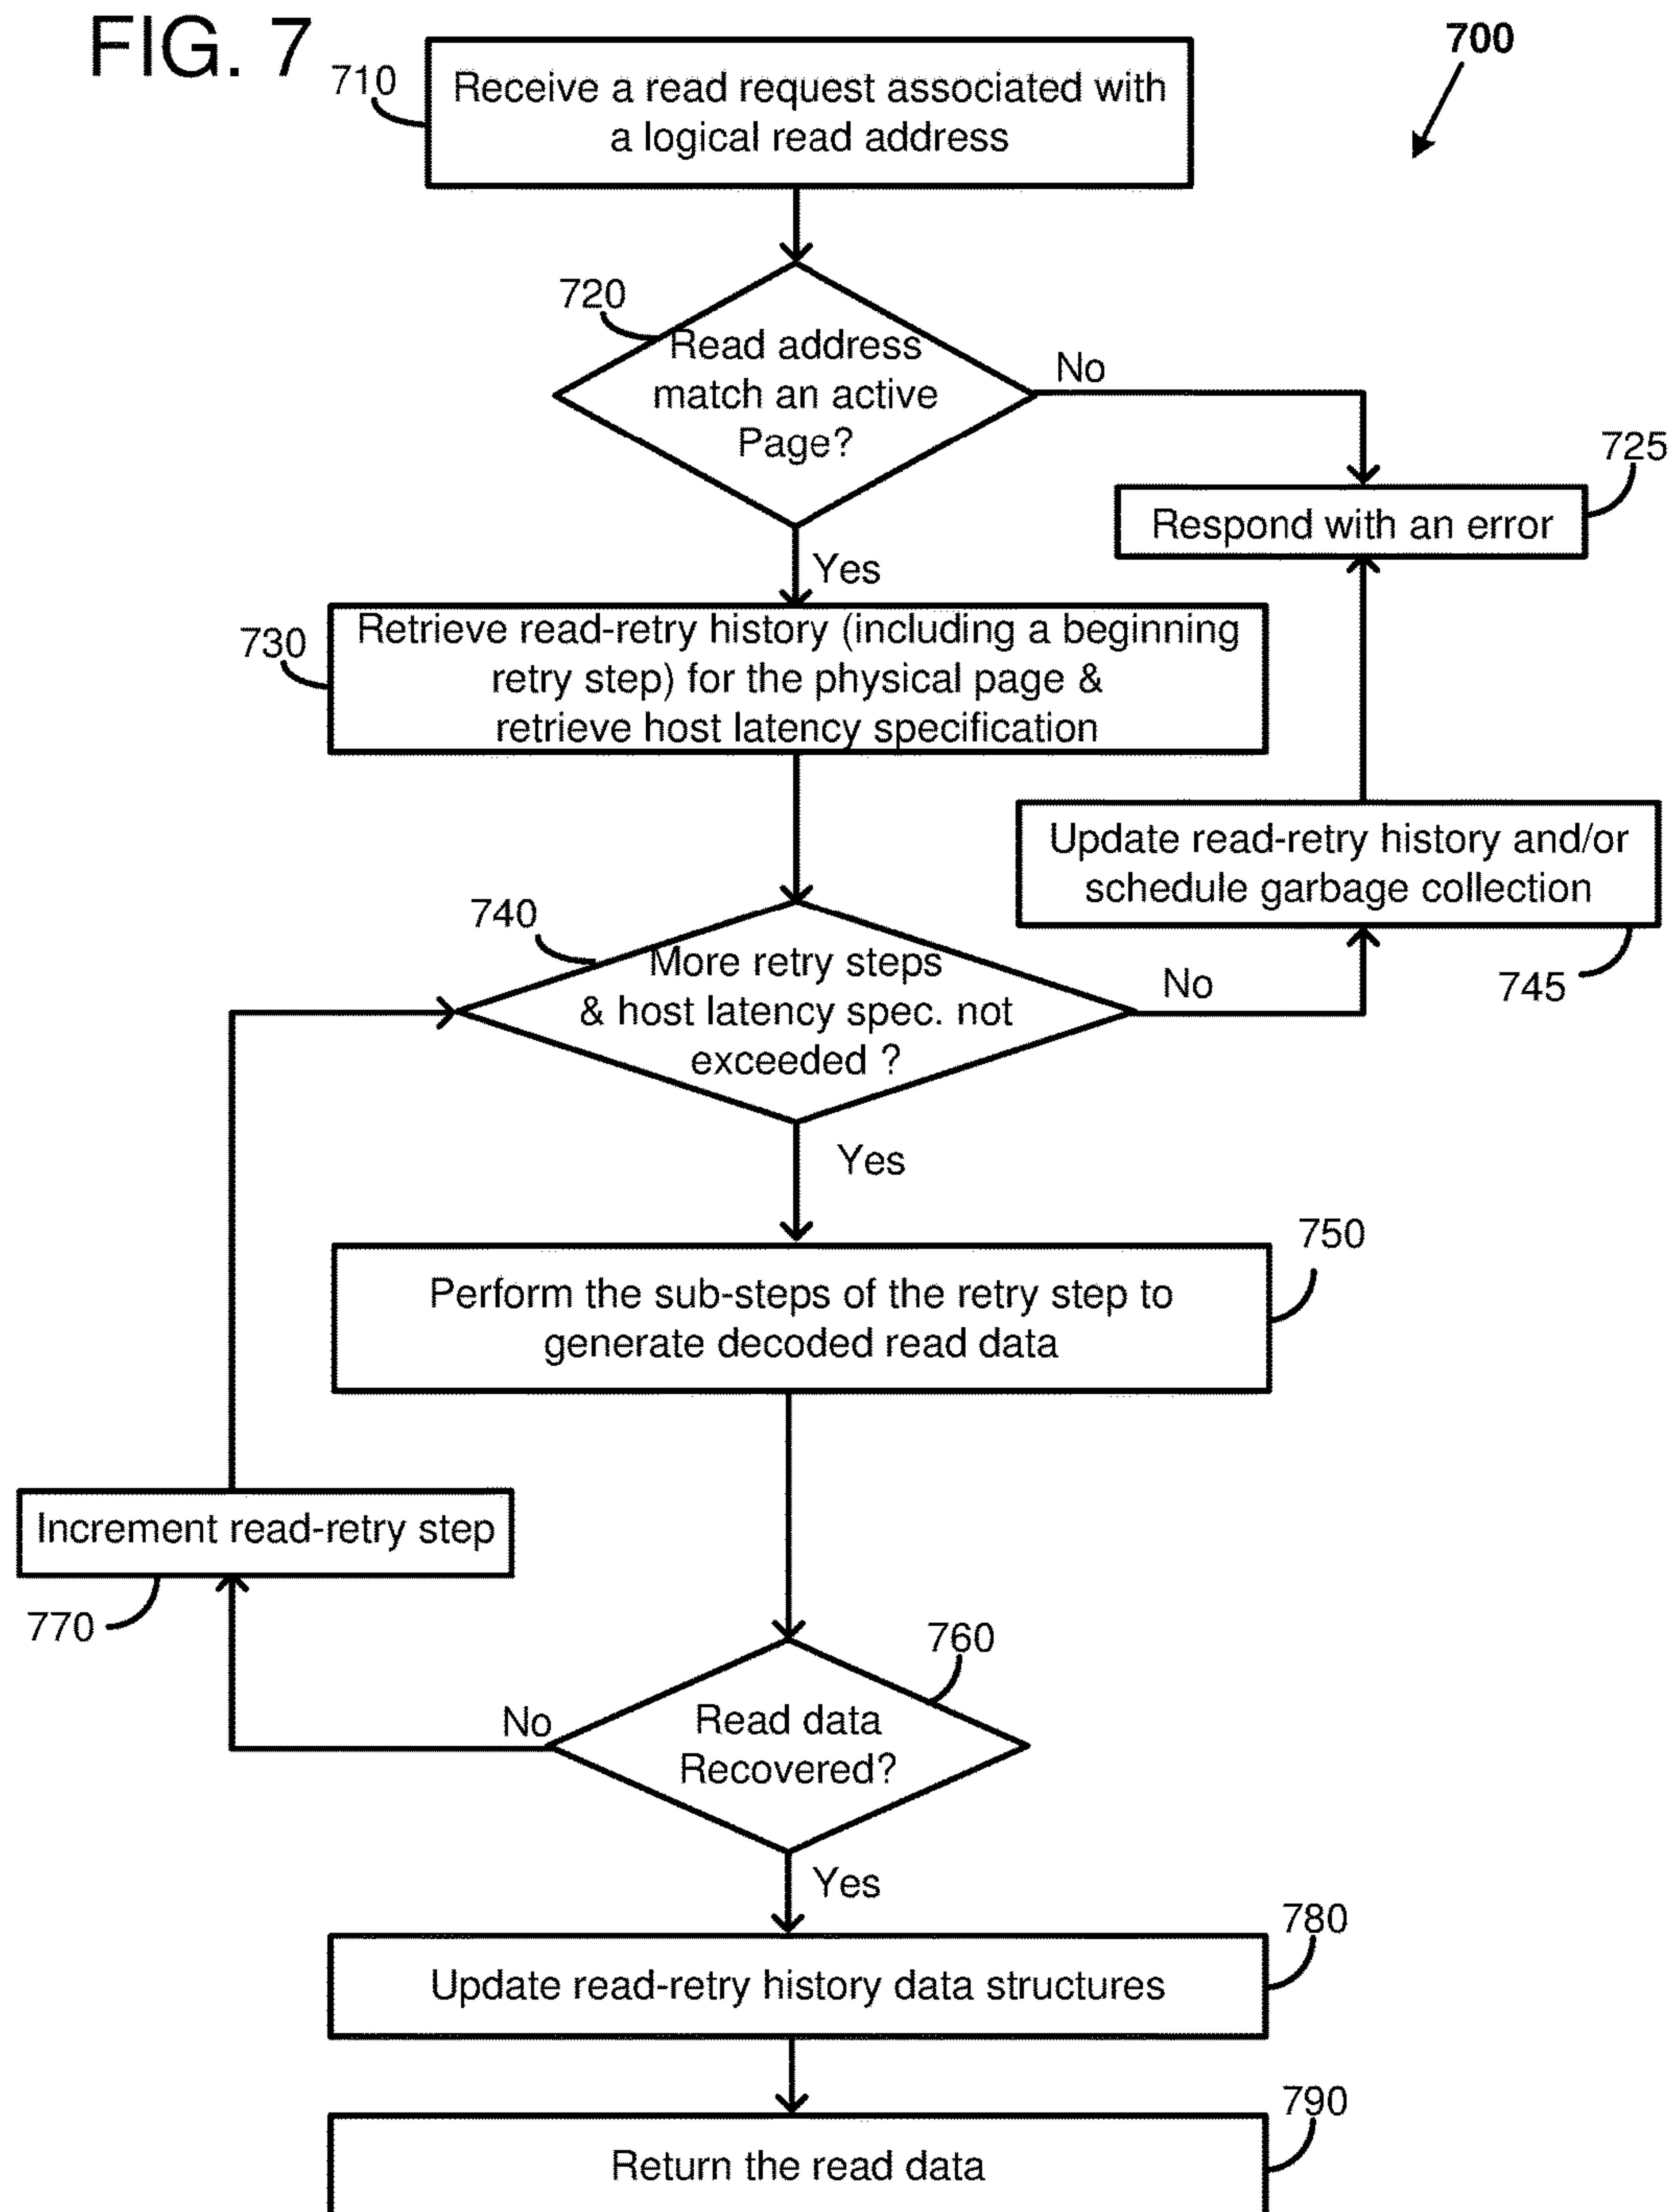 FIG. 7
700
710
Receive a read request associated with
a logical read address
720
Read address
match an active
Page?
No
725
Respond with an error
Yes
730
Retrieve read-retry history (including a beginning
retry step) for the physical page &
retrieve host latency specification
Update read-retry history and/or
schedule garbage collection
745
740
More retry steps
& host latency spec. not
exceeded ?
No
Yes
750
Perform the sub-steps of the retry step to
generate decoded read data
Increment read-retry step
770
760
Read data
Recovered?
No
Yes
780
Update read-retry history data structures
790
Return the read data